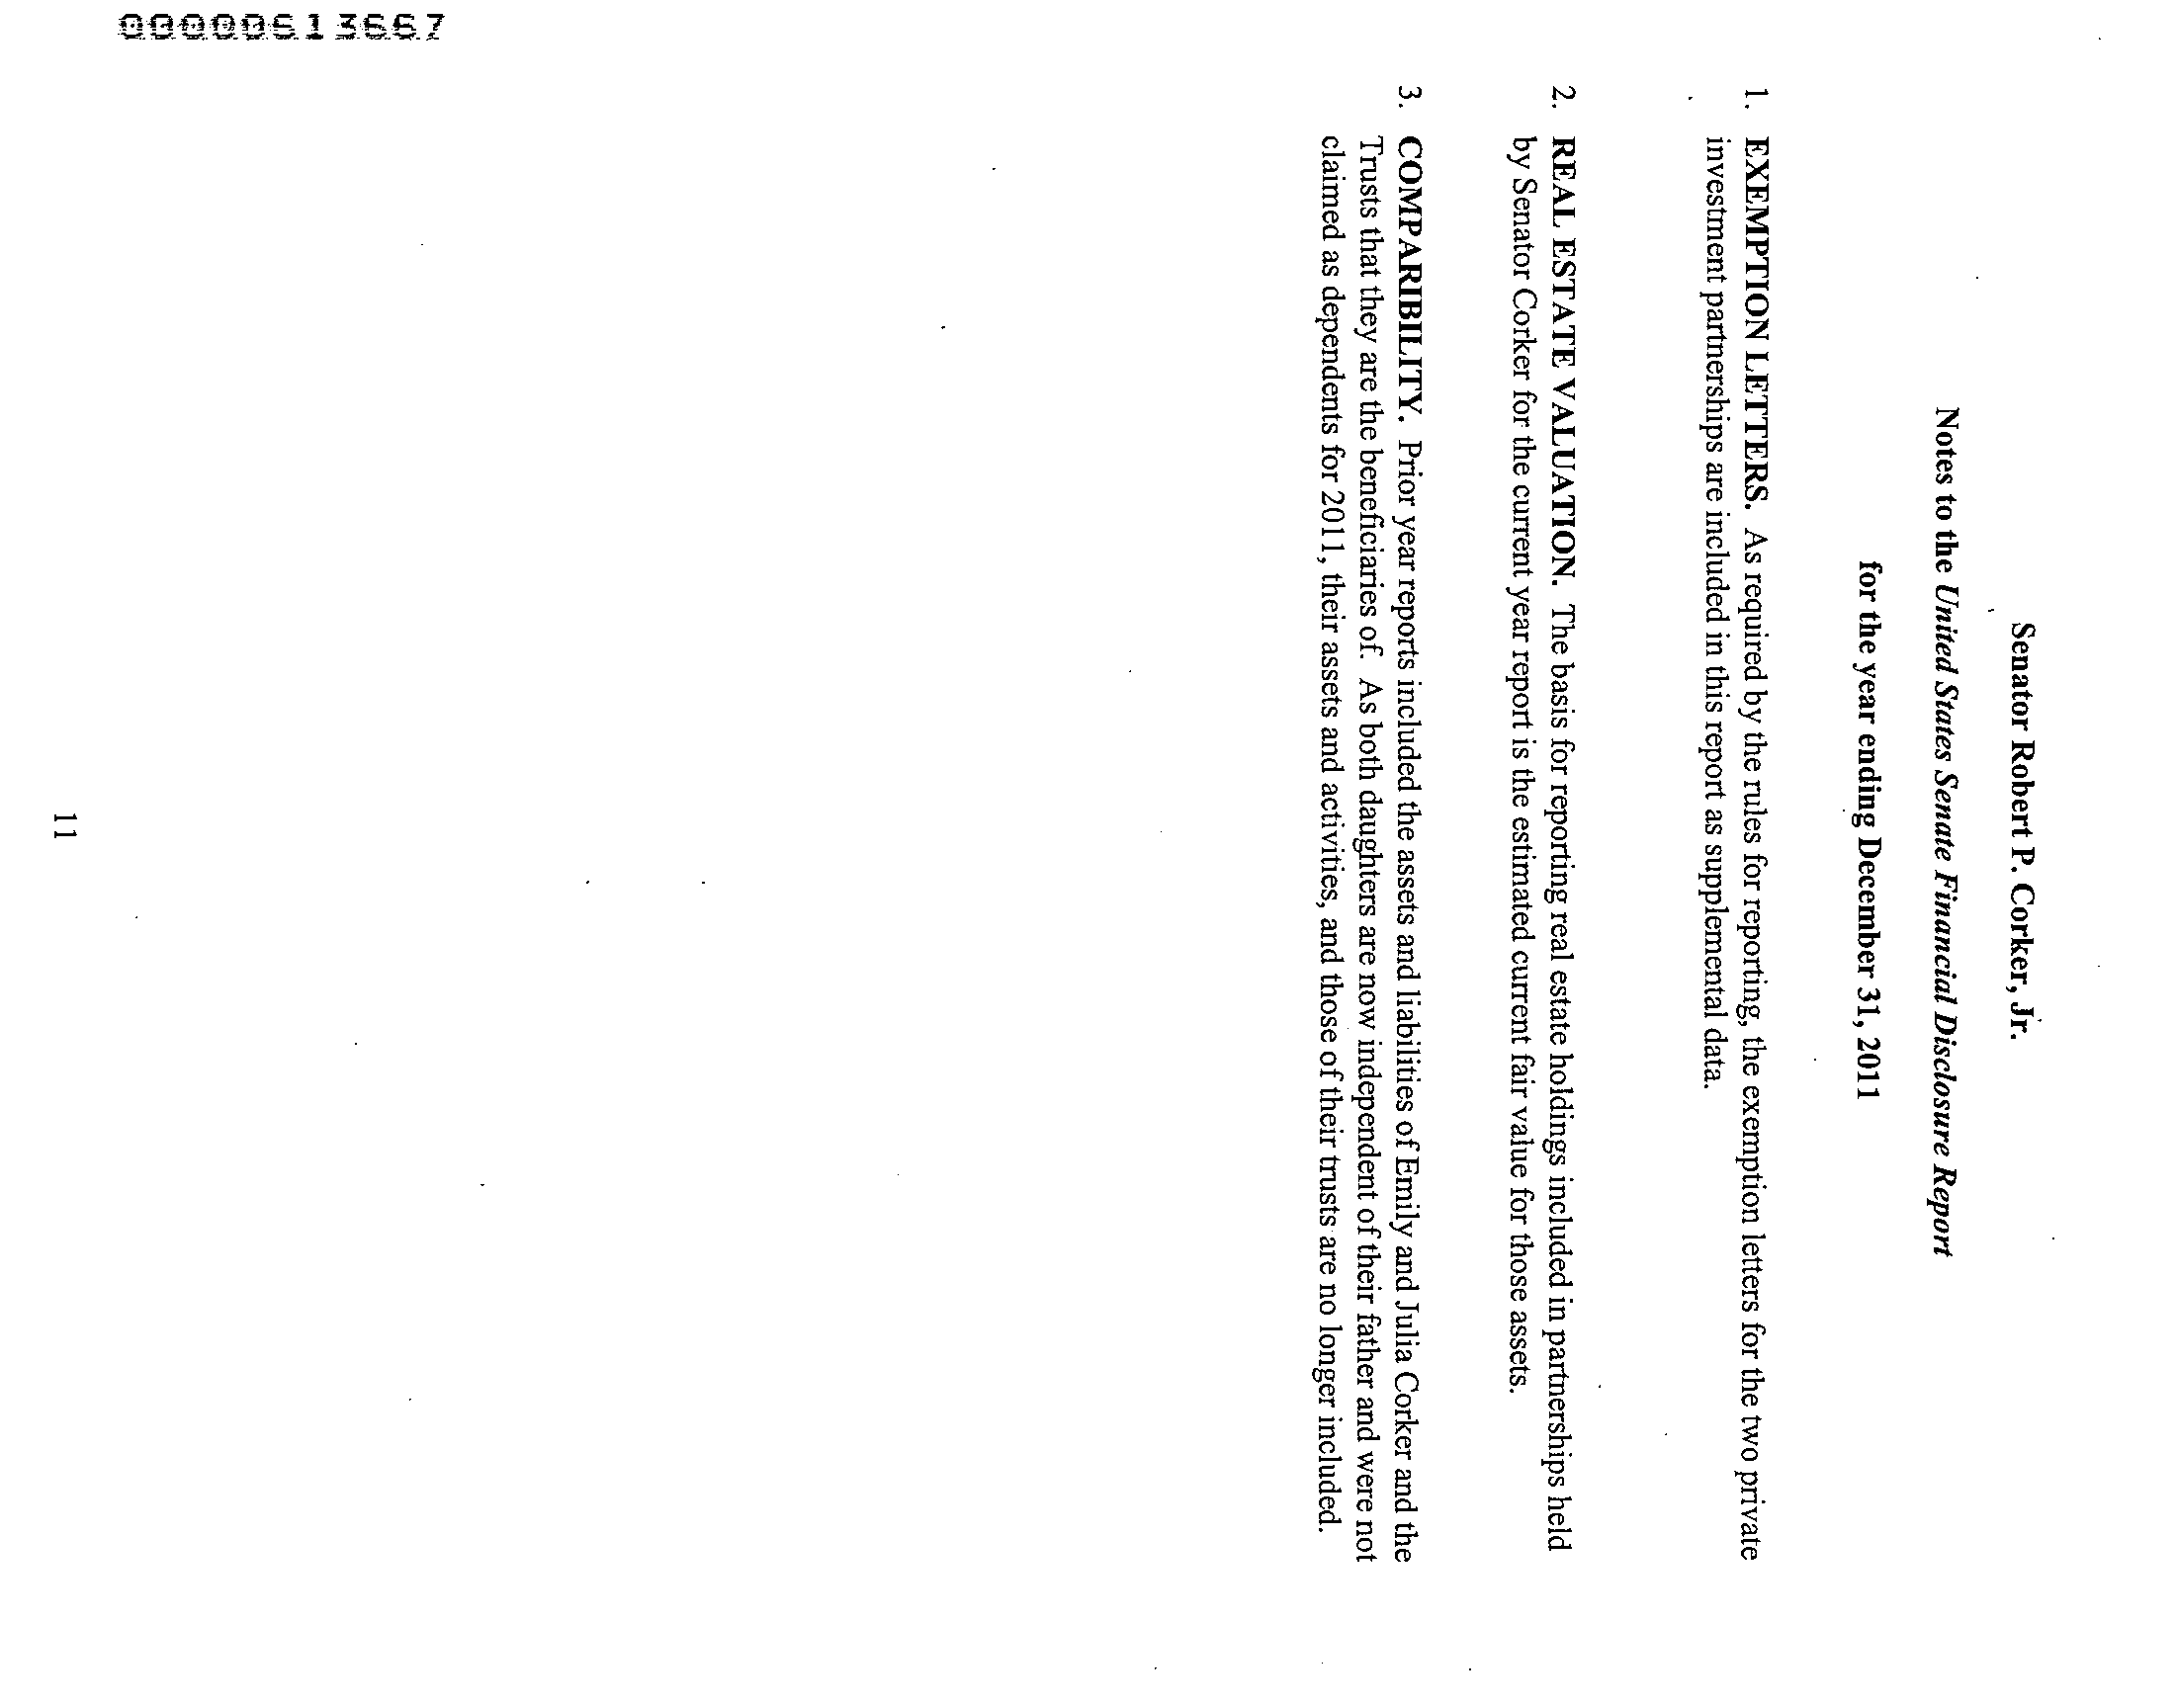 00000613667
Senator Robert P. Corker, Jr.
Notes to the United States Senate Financial Disclosure Report
for the year ending December 31, 2011
1. EXEMPTION LETTERS. As required by the rules for reporting, the exemption letters for the two private
investment partnerships are included in this report as supplemental data.
2. REAL ESTATE VALUATION. The basis for reporting real estate holdings included in partnerships held
by Senator Corker for the current year report is the estimated current fair value for those assets.
3. COMPARIBILITY. Prior year reports included the assets and liabilities of Emily and Julia Corker and the
Trusts that they are the beneficiaries of. As both daughters are now independent of their father and were not
claimed as dependents for 2011, their assets and activities, and those of their trusts are no longer included.
11